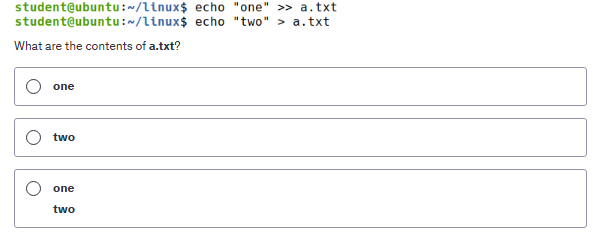 student@ubuntu:~/linux$ echo "one" >> a.txt
student@ubuntu:~/linux$ echo "two" > a.txt
What are the contents of a.txt?
one
two
one
two